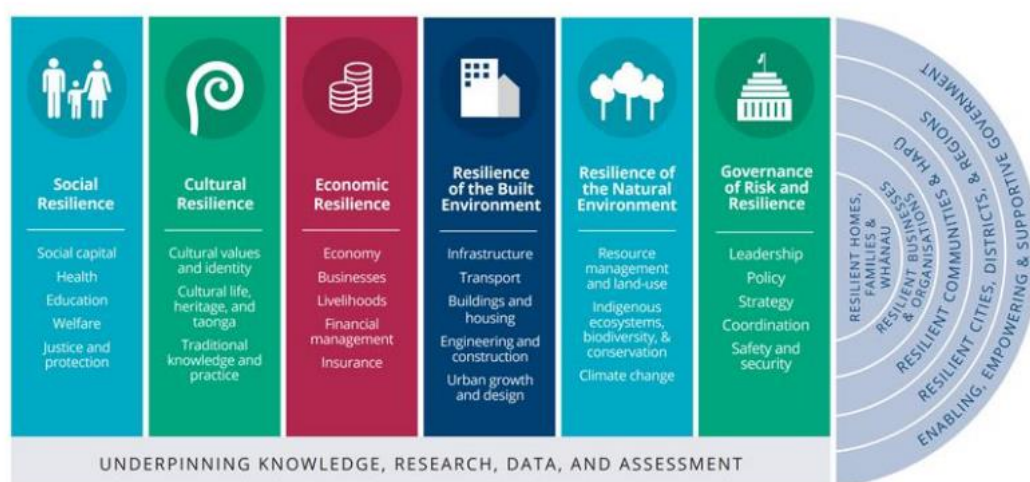 Social
Resilience
Social capital
Health
Education
Welfare
Justice and
protection
Cultural
Resilience
Cultural values
and identity
Cultural life,
heritage, and
taonga
Traditional
knowledge and
practice
Economic
Resilience
Economy
Businesses
Livelihoods
Financial
management
Insurance
Resilience
of the Built
Environment
Infrastructure
Transport
Buildings and
housing
Engineering and
construction
Urban growth
and design
Resilience of
the Natural
Environment
Resource
management
and land-use
Indigenous
ecosystems,
biodiversity, &
conservation
Climate change
Governance
of Risk and
Resilience
Leadership
Policy
Strategy
Coordination
Safety and
security
RESILIENT HOMES,
FAMILIES &
WHĀNAU
RESILIENT BUSINESSES
& ORGANISATIONS
RESILIENT COMMUNITIES & HAPŪ
RESILIENT CITIES, DISTRICTS, & REGIONS
ENABLING, EMPOWERING & SUPPORTIVE GOVERNMENT
UNDERPINNING KNOWLEDGE, RESEARCH, DATA, AND ASSESSMENT